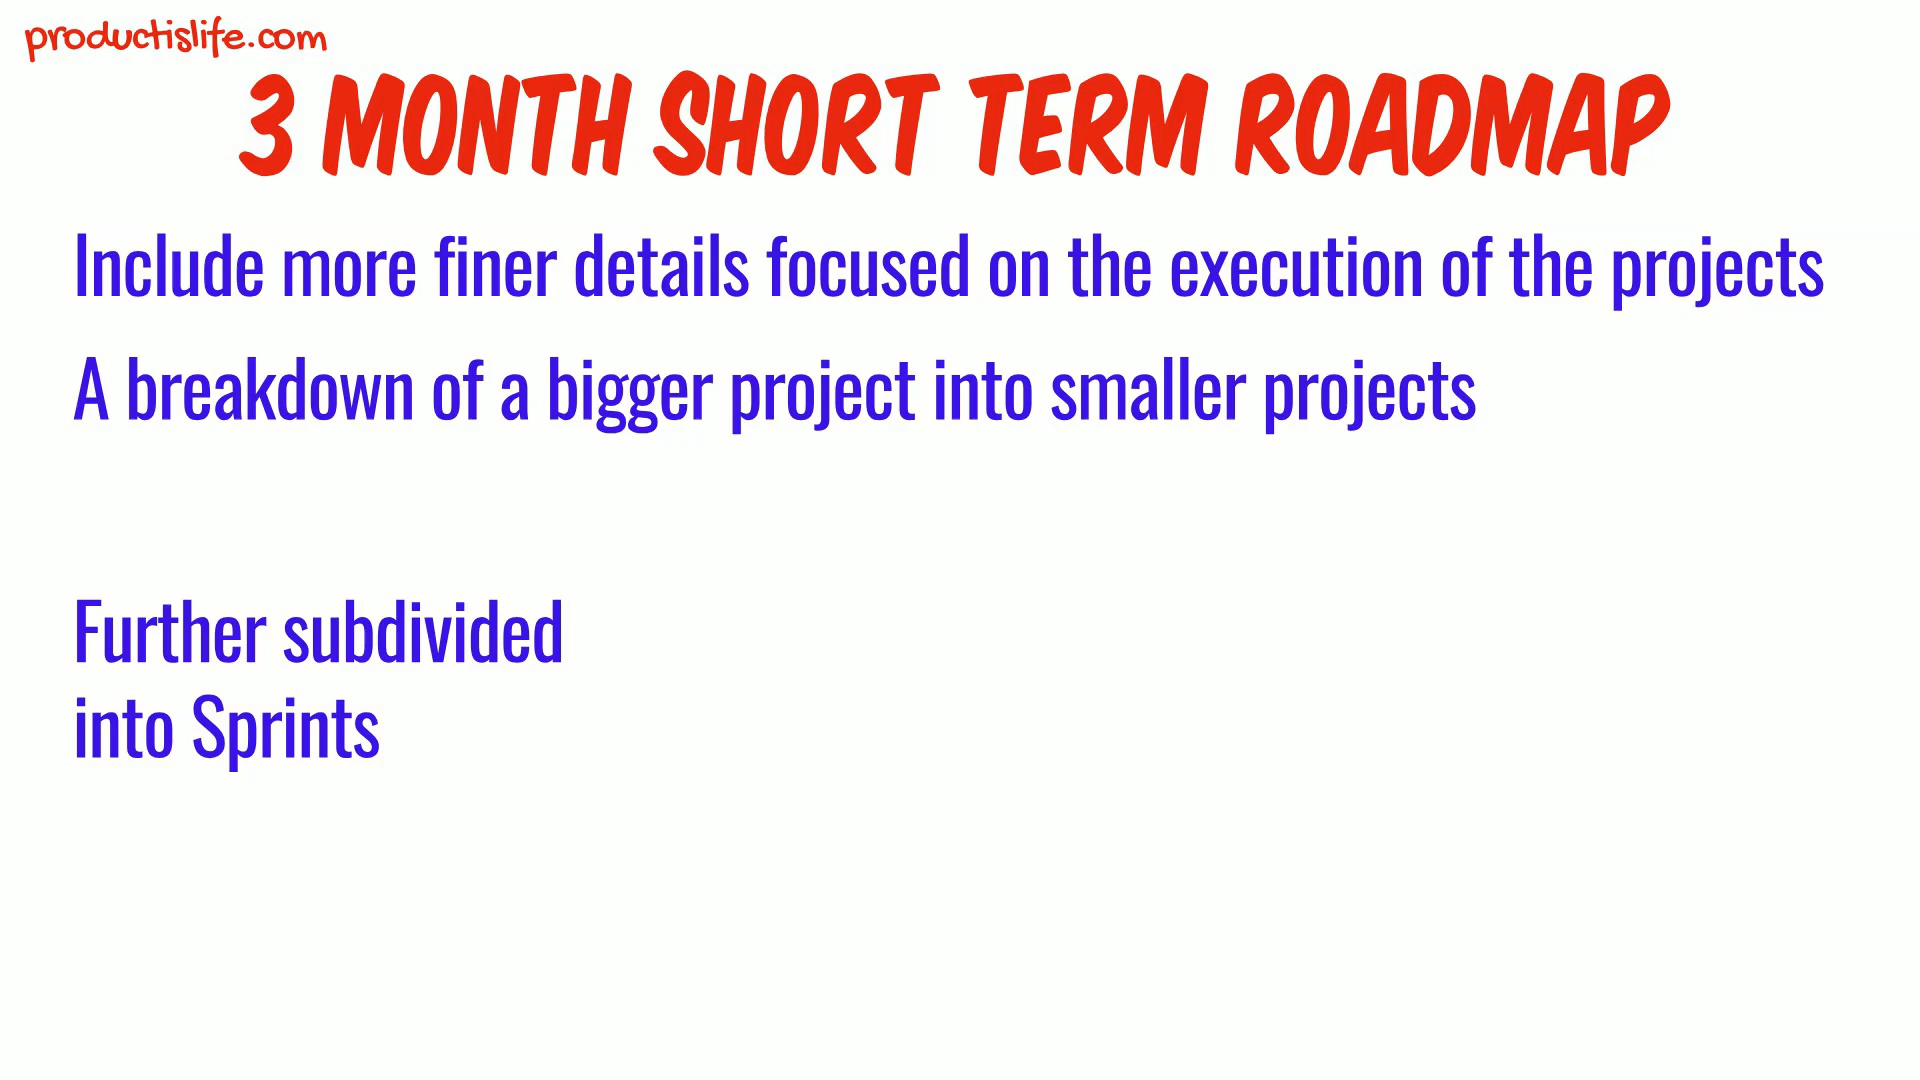 productislife.com
3 MONTH SHORT TERM ROADMAP
Include more finer details focused on the execution of the projects
A breakdown of a bigger project into smaller projects
Further subdivided
into Sprints